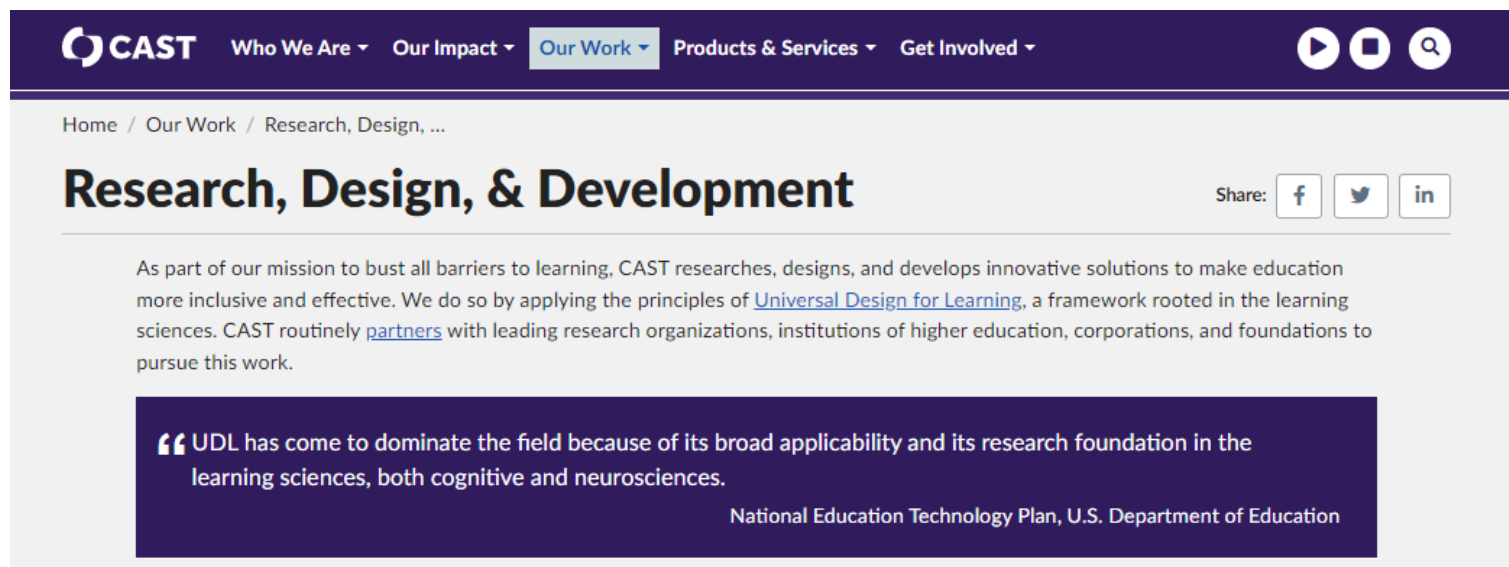 CAST Who We Are Our Impact Our Work Products & Services Get Involved
Home / Our Work / Research, Design, ...
Research, Design, & Development
Share:
As part of our mission to bust all barriers to learning, CAST researches, designs, and develops innovative solutions to make education
more inclusive and effective. We do so by applying the principles of Universal Design for Learning, a framework rooted in the learning
sciences. CAST routinely partners with leading research organizations, institutions of higher education, corporations, and foundations to
pursue this work.
“UDL has come to dominate the field because of its broad applicability and its research foundation in the
learning sciences, both cognitive and neurosciences.
National Education Technology Plan, U.S. Department of Education